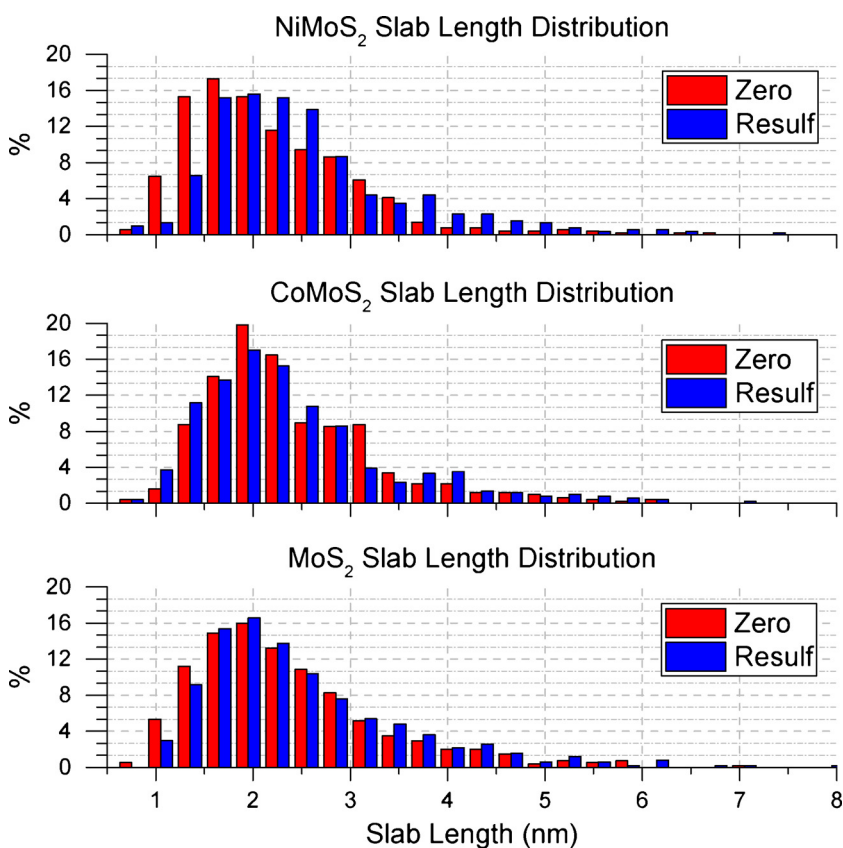 NiMoS₂ Slab Length Distribution
20
16
12
8
4
0
%
Zero
Resulf
CoMoS₂ Slab Length Distribution
20
16
12
8
4
0
%
Zero
Resulf
MoS₂ Slab Length Distribution
20
16
12
8
4
0
%
Zero
Resulf
1 2 3 4 5 6 7 8
Slab Length (nm)